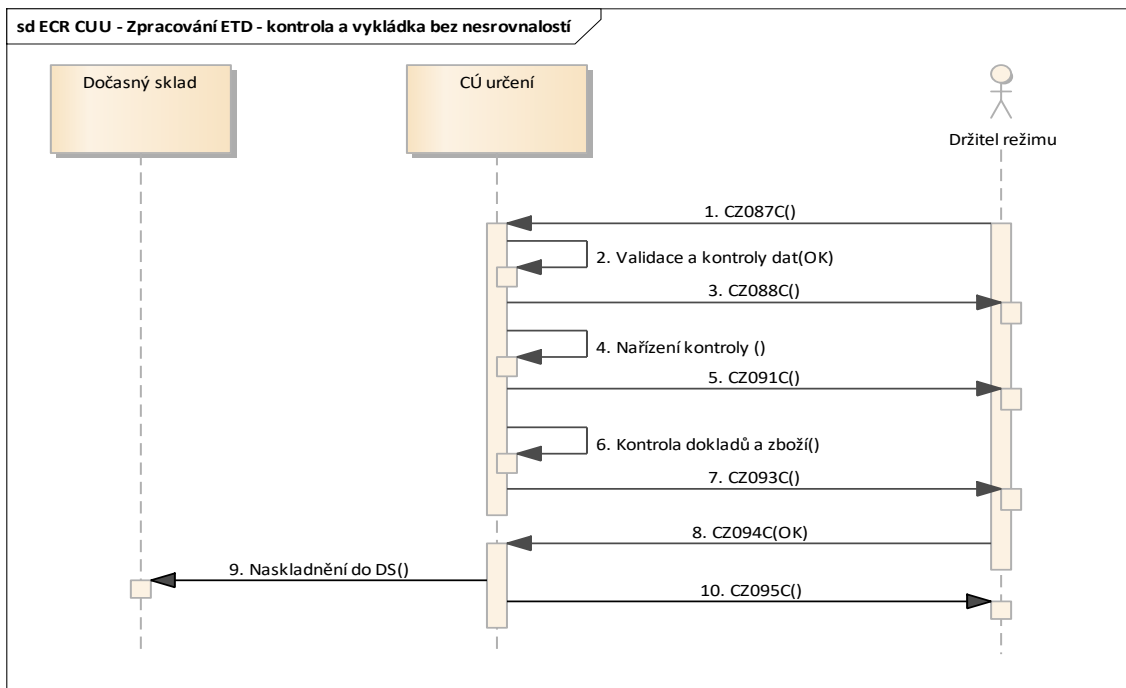 sd ECR CUU - Zpracování ETD - kontrola a vykládka bez nesrovnalostí
Dočasný sklad
CÚ určení
Držitel režimu
1. CZ087C()
2. Validace a kontroly dat(OK)
3. CZ088C()
4. Nařízení kontroly ()
5. CZ091C()
6. Kontrola dokladů a zboží()
7. CZ093C()
8. CZ094C(OK)
9. Naskladnění do DS()
10. CZ095C()